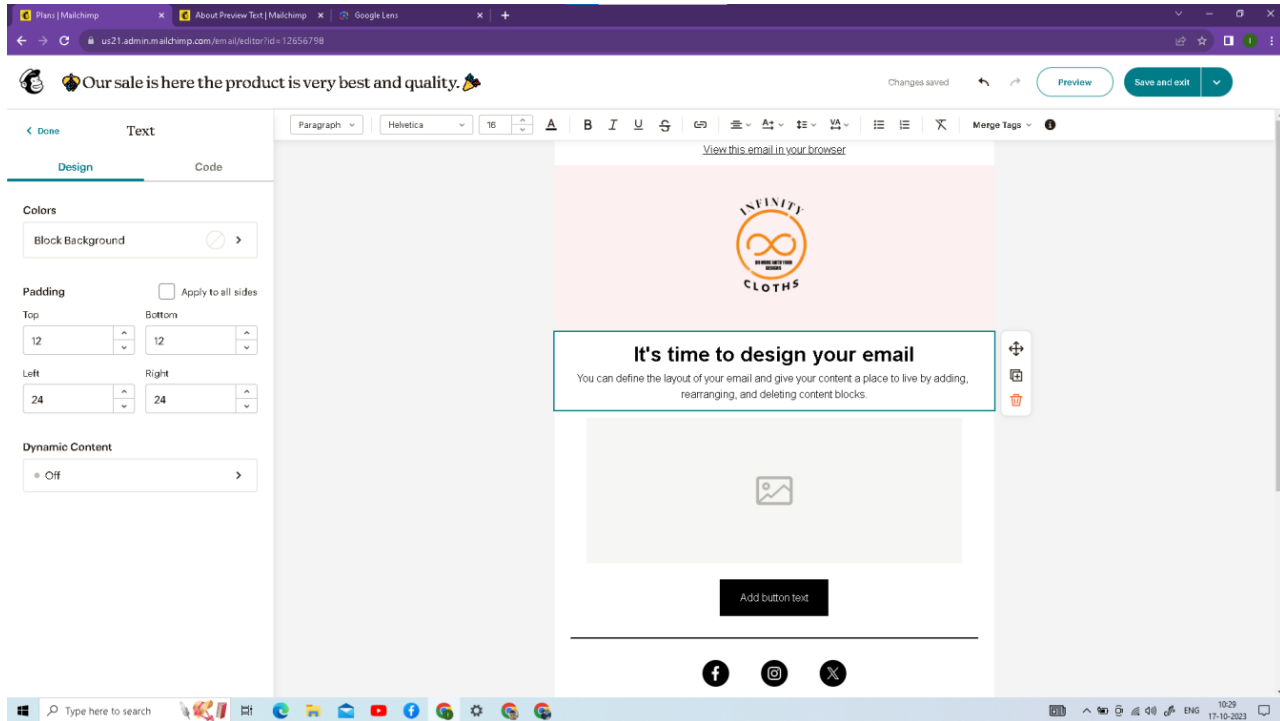 Plans | Mailchimp
About Preview Text | Mailchimp
Google Lens
us21.admin.mailchimp.com/email/editor?id=12656798
Our sale is here the product is very best and quality.
Changes saved
Preview
Save and exit
Done
Text
Paragraph
Helvetica
16
Merge Tags
Design
Code
View this email in your browser
Colors
Block Background
INFINITY
DO MORE WITH YOUR
DESIGNS
CLOTHS
Padding
Apply to all sides
Top
Bottom
12
12
Left
Right
24
24
It's time to design your email
You can define the layout of your email and give your content a place to live by adding,
rearranging, and deleting content blocks.
Dynamic Content
Off
Add button text
Type here to search
ENG
10:29
17-10-2023